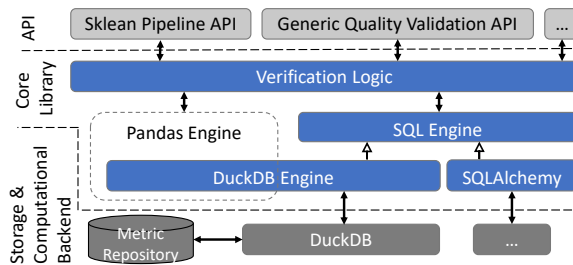 API
Sklean Pipeline API
Generic Quality Validation API
...
Core
Library
Verification Logic
Pandas Engine
SQL Engine
DuckDB Engine
SQLAlchemy
Storage &
Computational
Backend
Metric
Repository
DuckDB
...